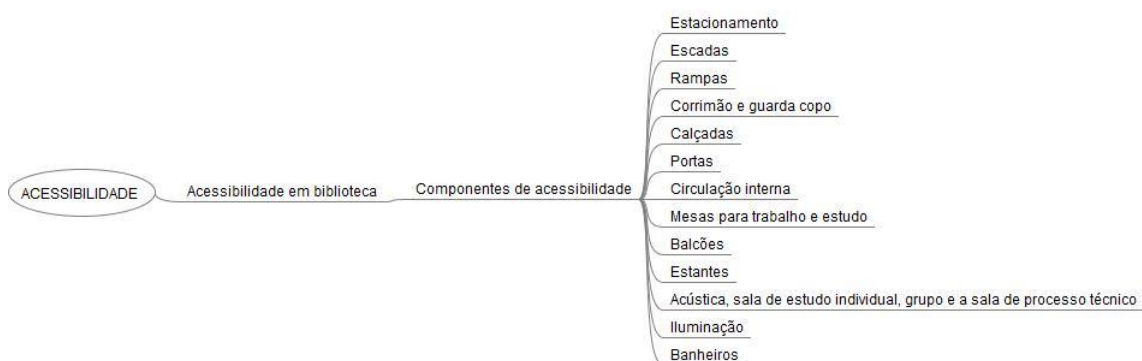 ACESSIBILIDADE
Acessibilidade em biblioteca
Componentes de acessibilidade
Estacionamento
Escadas
Rampas
Corrimão e guarda copo
Calçadas
Portas
Circulação interna
Mesas para trabalho e estudo
Balcões
Estantes
Acústica, sala de estudo individual, grupo e a sala de processo técnico
Iluminação
Banheiros